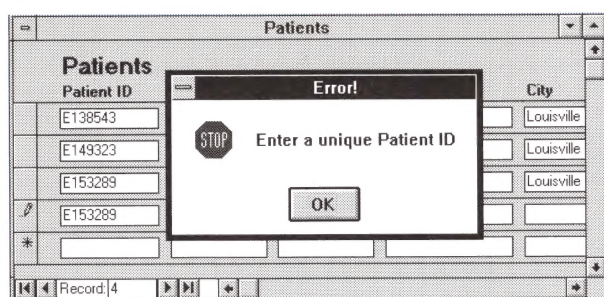 Patients
Patients
Patient ID
City
Error!
STOP
Enter a unique Patient ID
OK
E138543
Louisville
E149323
Louisville
E153289
Louisville
E153289
Record: 4